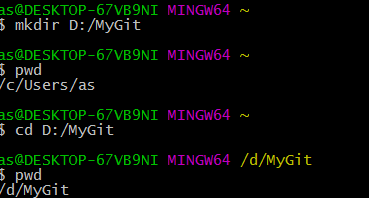 as@DESKTOP-67VB9NI MINGW64 ~
$ mkdir D:/MyGit
as@DESKTOP-67VB9NI MINGW64 ~
$ pwd
/c/Users/as
as@DESKTOP-67VB9NI MINGW64 ~
$ cd D:/MyGit
as@DESKTOP-67VB9NI MINGW64 /d/MyGit
$ pwd
/d/MyGit